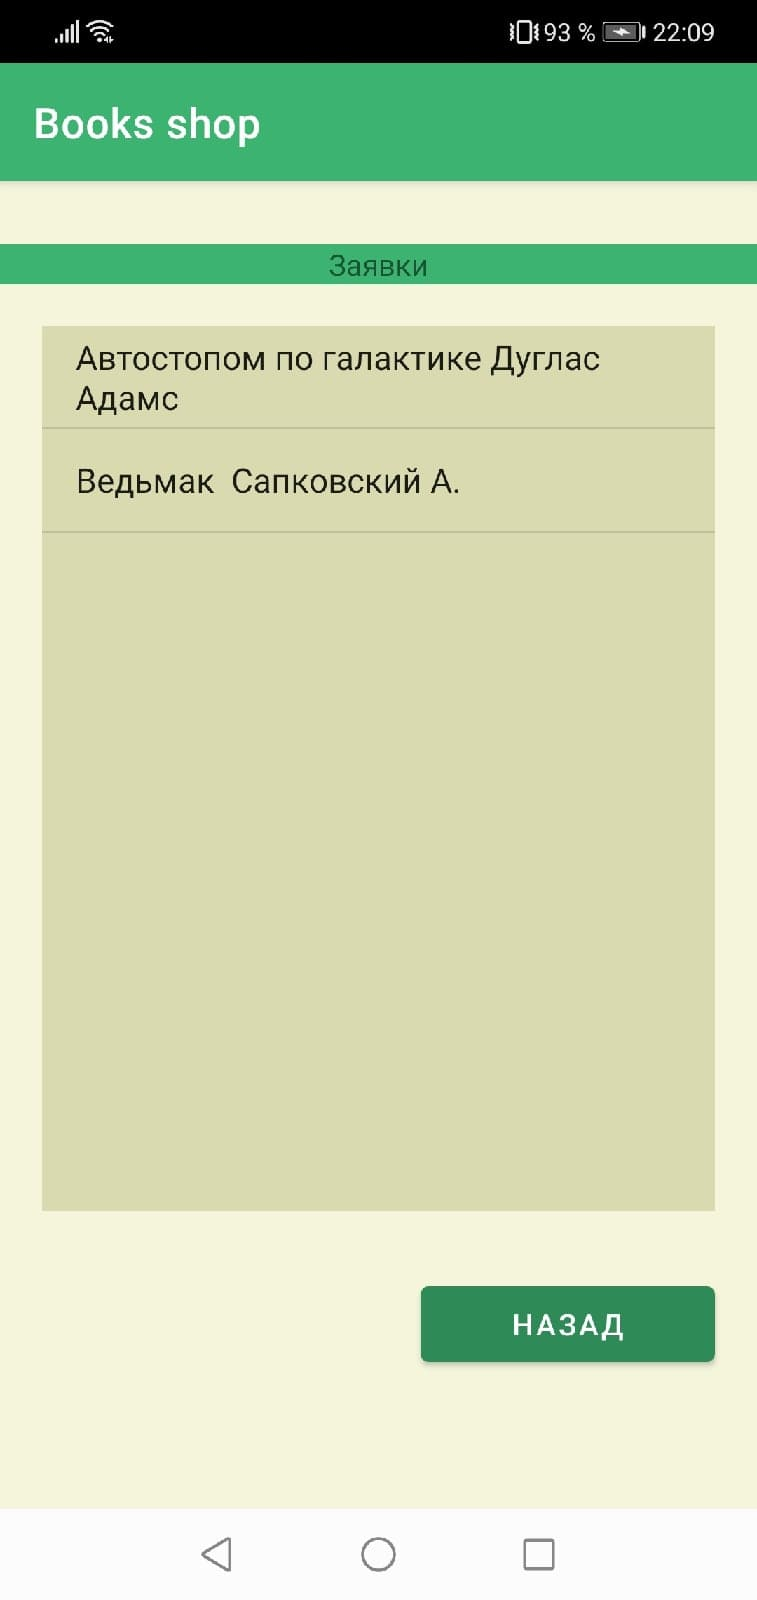 93 % 22:09
Books shop
Заявки
Автостопом по галактике Дуглас
Адамс
Ведьмак  Сапковский А.
НАЗАД